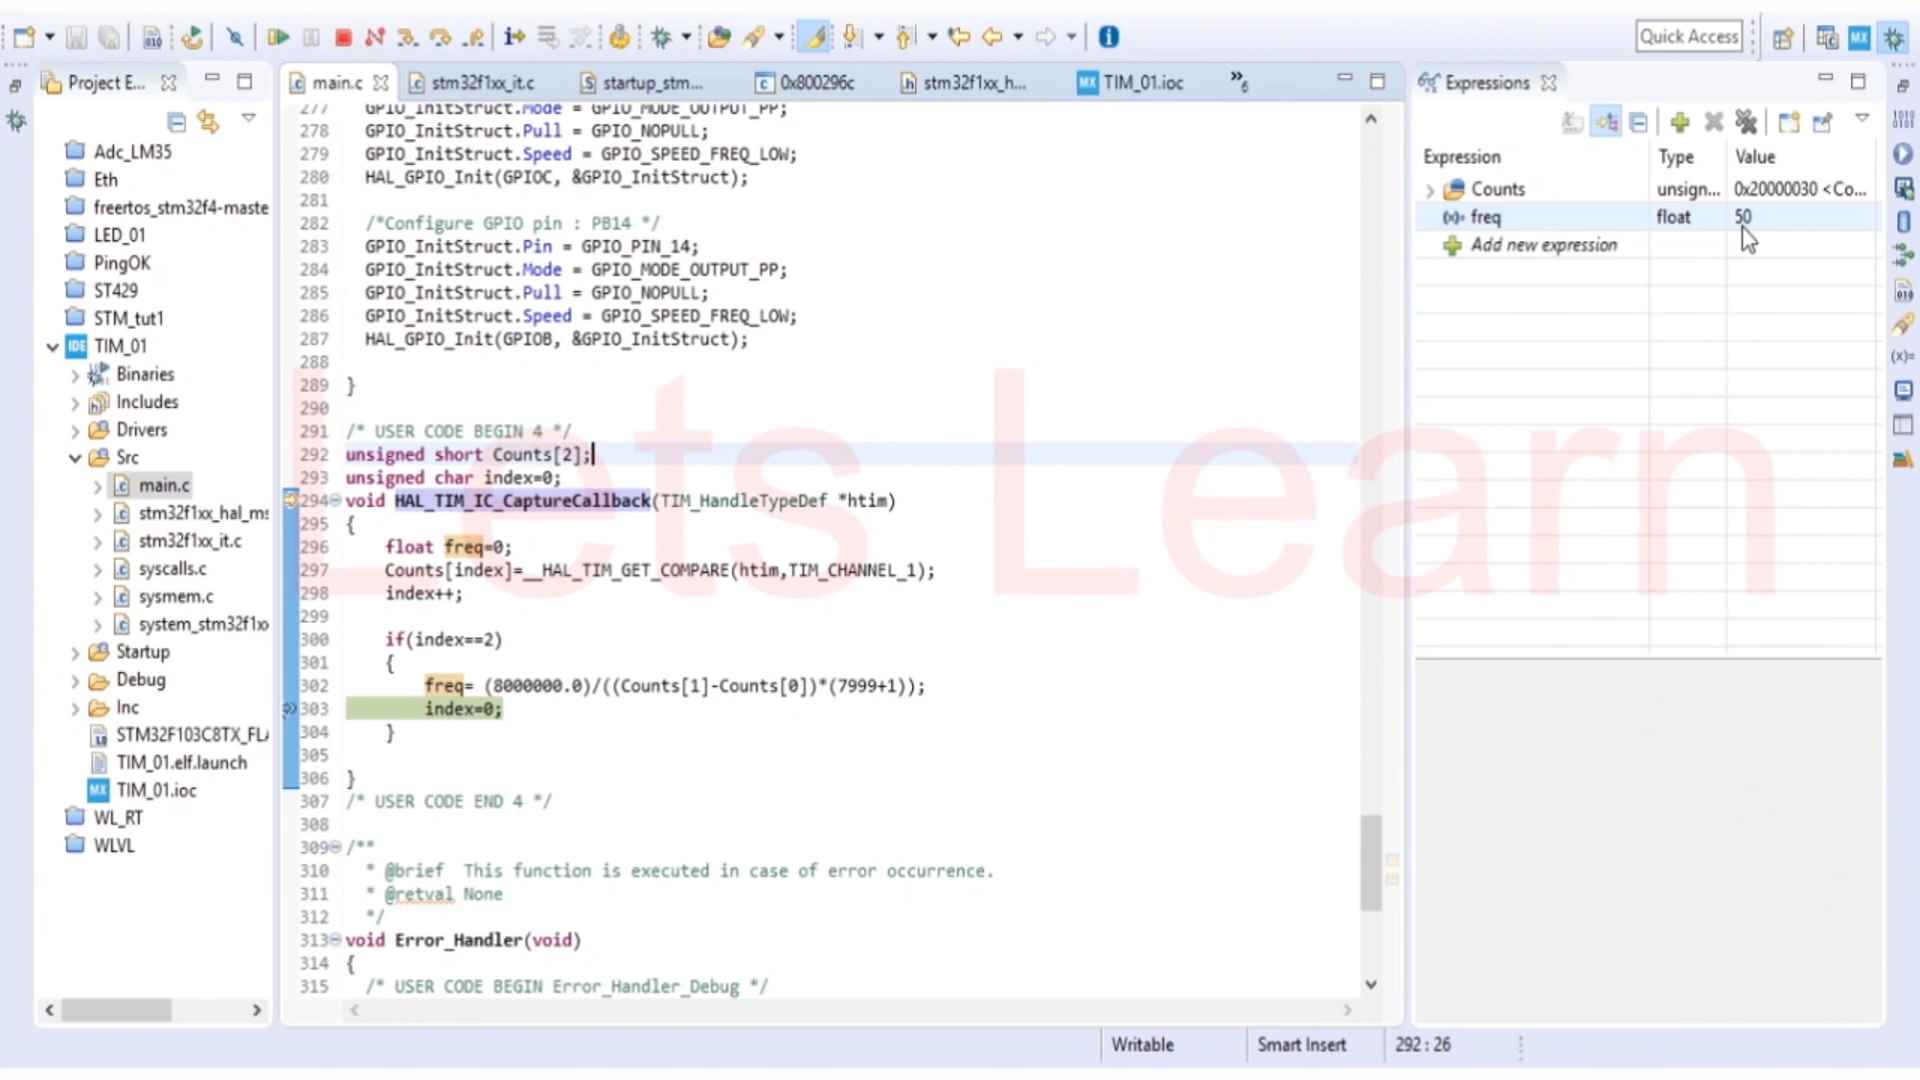 Quick Access
Project E...
main.c
stm32f1xx_it.c
startup_stm...
0x800296c
stm32f1xx_h...
TIM_01.ioc
»6
Expressions
Adc_LM35
Eth
freertos_stm32f4-master
LED_01
PingOK
ST429
STM_tut1
TIM_01
Binaries
Includes
Drivers
Src
main.c
stm32f1xx_hal_ms
stm32f1xx_it.c
syscalls.c
sysmem.c
system_stm32f1xx
Startup
Debug
Inc
STM32F103C8TX_FLA
TIM_01.elf.launch
TIM_01.ioc
WL_RT
WLVL
277 GPIO_InitStruct.Mode = GPIO_MODE_OUTPUT_PP;
278 GPIO_InitStruct.Pull = GPIO_NOPULL;
279 GPIO_InitStruct.Speed = GPIO_SPEED_FREQ_LOW;
280 HAL_GPIO_Init(GPIOC, &GPIO_InitStruct);
281
282 /*Configure GPIO pin : PB14 */
283 GPIO_InitStruct.Pin = GPIO_PIN_14;
284 GPIO_InitStruct.Mode = GPIO_MODE_OUTPUT_PP;
285 GPIO_InitStruct.Pull = GPIO_NOPULL;
286 GPIO_InitStruct.Speed = GPIO_SPEED_FREQ_LOW;
287 HAL_GPIO_Init(GPIOB, &GPIO_InitStruct);
288
289 }
290
291 /* USER CODE BEGIN 4 */
292 unsigned short Counts[2];
293 unsigned char index=0;
294 void HAL_TIM_IC_CaptureCallback(TIM_HandleTypeDef *htim)
295 {
296 float freq=0;
297 Counts[index]=__HAL_TIM_GET_COMPARE(htim,TIM_CHANNEL_1);
298 index++;
299
300 if(index==2)
301 {
302 freq= (8000000.0)/((Counts[1]-Counts[0])*(7999+1));
303 index=0;
304 }
305
306 }
307 /* USER CODE END 4 */
308
309 /**
310 * @brief This function is executed in case of error occurrence.
311 * @retval None
312 */
313 void Error_Handler(void)
314 {
315 /* USER CODE BEGIN Error_Handler_Debug */
Lets Learn
Expression Type Value
Counts unsign... 0x20000030 <Co...
freq float 50
Add new expression
Writable Smart Insert 292 : 26